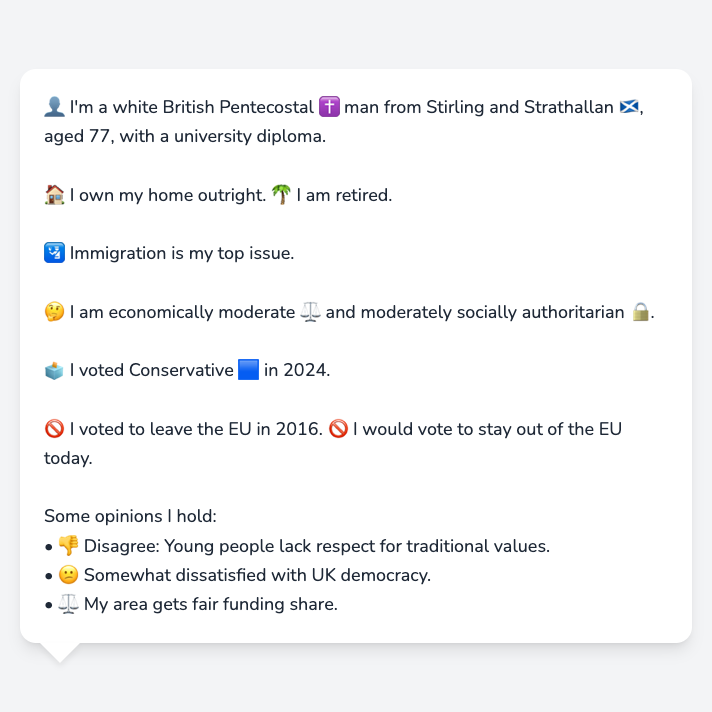 👤 I'm a white British Pentecostal ✝️ man from Stirling and Strathallan 🏴󠁧󠁢󠁳󠁣󠁴󠁿,
aged 77, with a university diploma.
🏠 I own my home outright. 🌴 I am retired.
🛂 Immigration is my top issue.
🤔 I am economically moderate ⚖️ and moderately socially authoritarian 🔒.
🗳️ I voted Conservative 🟦 in 2024.
🚫 I voted to leave the EU in 2016. 🚫 I would vote to stay out of the EU
today.
Some opinions I hold:
• 👎 Disagree: Young people lack respect for traditional values.
• 😕 Somewhat dissatisfied with UK democracy.
• ⚖️ My area gets fair funding share.